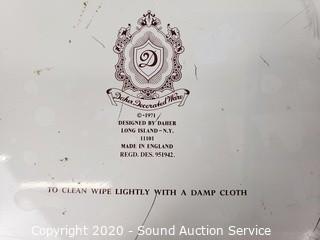 D
Daher Decorated Ware
©-1971
DESIGNED BY DAHER
LONG ISLAND - N.Y.
11101
MADE IN ENGLAND
REGD. DES. 951942.
TO CLEAN WIPE LIGHTLY WITH A DAMP CLOTH
Copyright 2020 - Sound Auction Service